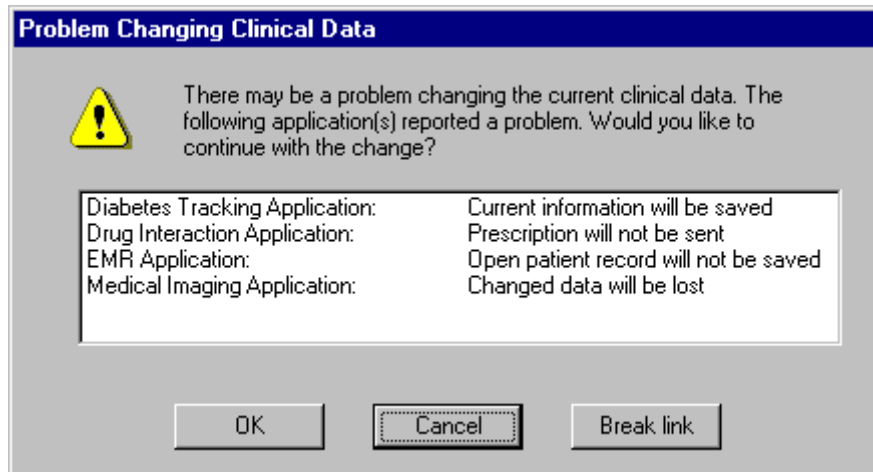 Problem Changing Clinical Data
There may be a problem changing the current clinical data. The
following application(s) reported a problem. Would you like to
continue with the change?
Diabetes Tracking Application: Current information will be saved
Drug Interaction Application: Prescription will not be sent
EMR Application: Open patient record will not be saved
Medical Imaging Application: Changed data will be lost
OK Cancel Break link